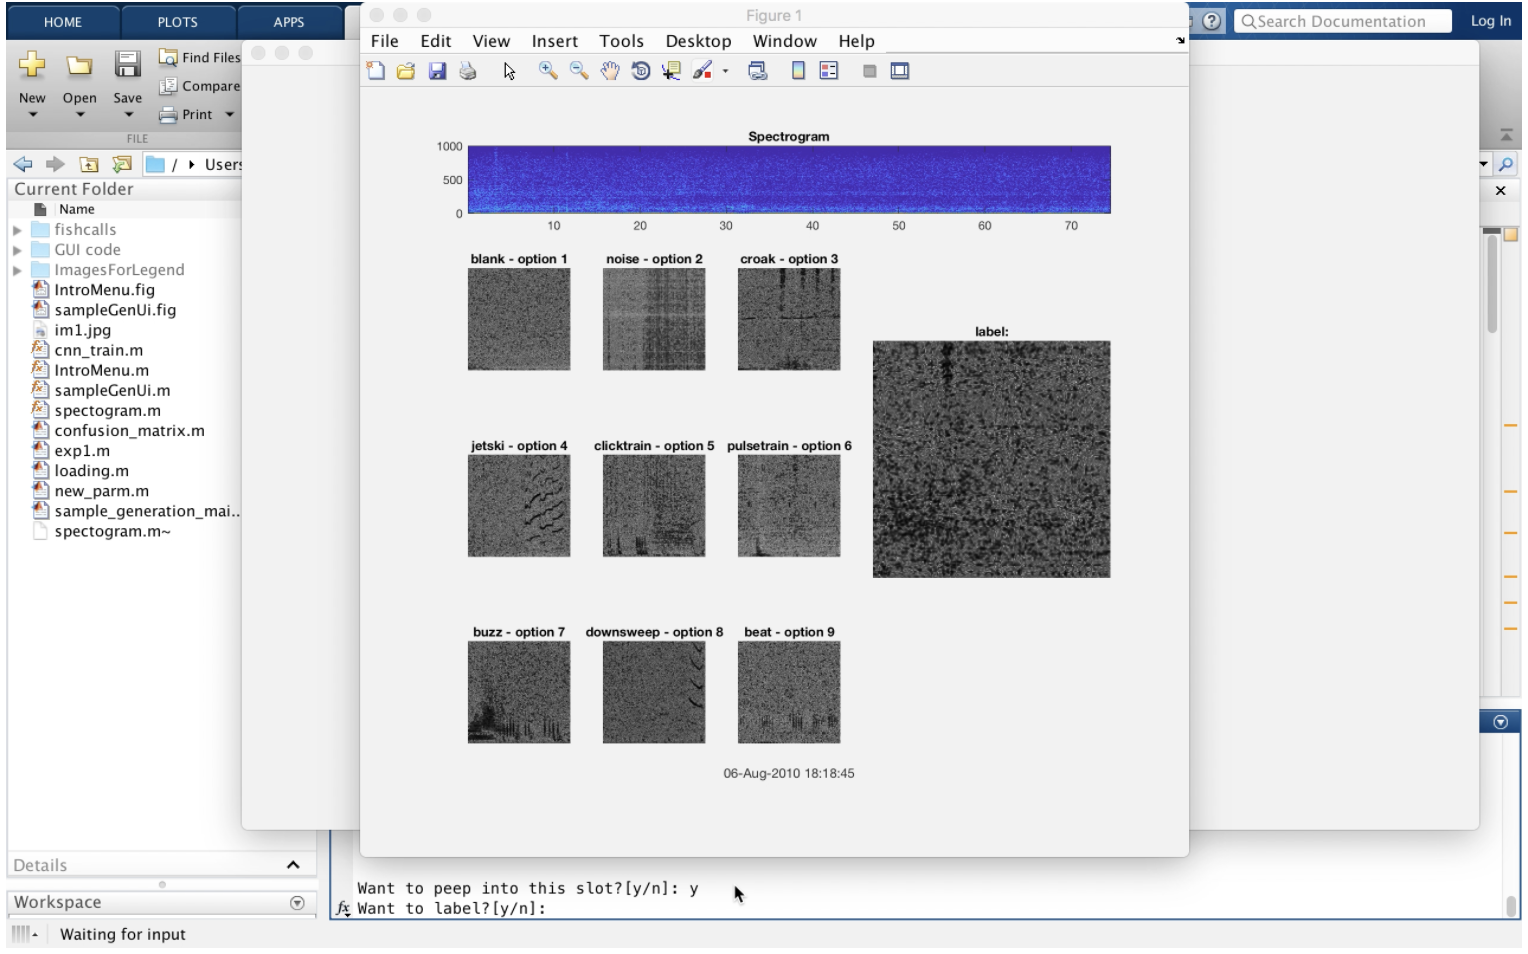 HOME PLOTS APPS
Figure 1
Search Documentation Log In
File Edit View Insert Tools Desktop Window Help
New Open Save
Find Files
Compare
Print
FILE
/ Users
Current Folder
Name
fishcalls
GUI code
ImagesForLegend
IntroMenu.fig
sampleGenUi.fig
im1.jpg
cnn_train.m
IntroMenu.m
sampleGenUi.m
spectogram.m
confusion_matrix.m
exp1.m
loading.m
new_parm.m
sample_generation_mai...
spectogram.m~
Details
Workspace
Waiting for input
Spectrogram
1000
500
0
10 20 30 40 50 60 70
blank - option 1 noise - option 2 croak - option 3
label:
jetski - option 4 clicktrain - option 5 pulsetrain - option 6
buzz - option 7 downsweep - option 8 beat - option 9
06-Aug-2010 18:18:45
Want to peep into this slot?[y/n]: y
fx Want to label?[y/n]: